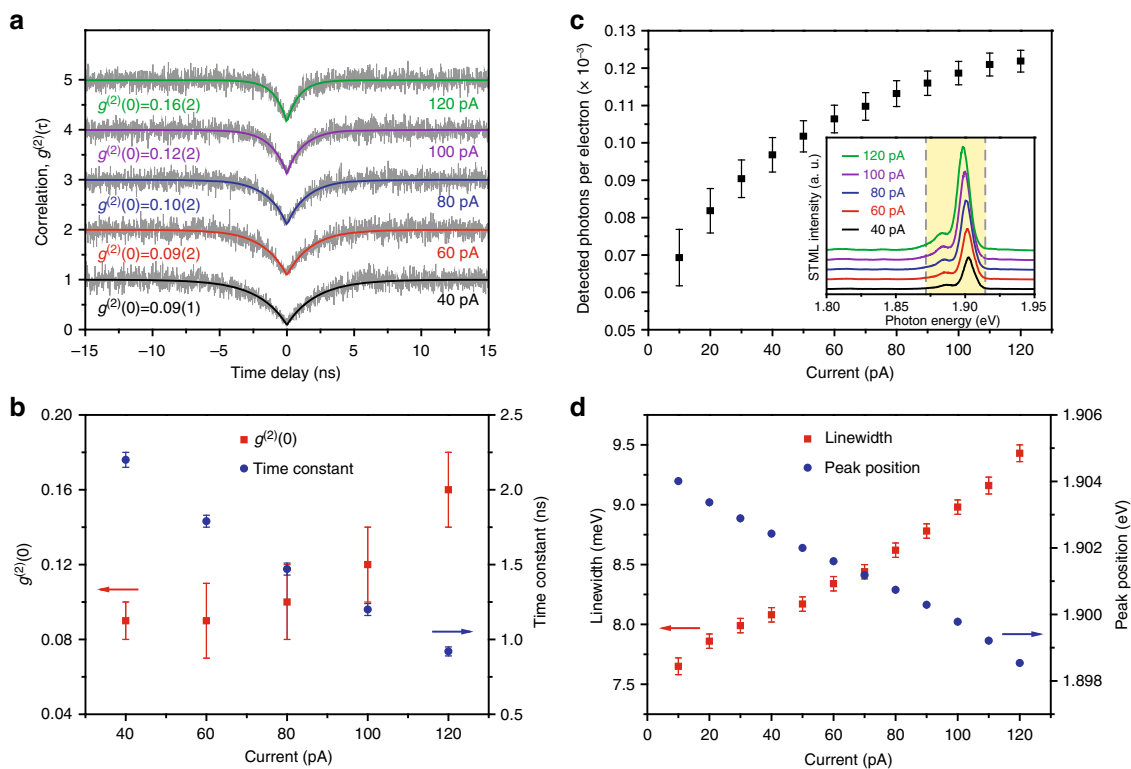 a
Correlation, g(2)(τ)
5
4
3
2
1
0
g(2)(0)=0.16(2)
120 pA
g(2)(0)=0.12(2)
100 pA
g(2)(0)=0.10(2)
80 pA
g(2)(0)=0.09(2)
60 pA
g(2)(0)=0.09(1)
40 pA
−15 −10 −5 0 5 10 15
Time delay (ns)
b
g(2)(0)
0.20
0.16
0.12
0.08
0.04
g(2)(0)
Time constant
2.5
2.0
1.5
1.0
0.5
Time constant (ns)
40 60 80 100 120
Current (pA)
c
Detected photons per electron (× 10−3)
0.13
0.12
0.11
0.10
0.09
0.08
0.07
0.06
0.05
STML intensity (a. u.)
120 pA
100 pA
80 pA
60 pA
40 pA
1.80 1.85 1.90 1.95
Photon energy (eV)
0 20 40 60 80 100 120
Current (pA)
d
Linewidth (meV)
9.5
9.0
8.5
8.0
7.5
Linewidth
Peak position
1.906
1.904
1.902
1.900
1.898
Peak position (eV)
0 10 20 30 40 50 60 70 80 90 100 110 120
Current (pA)